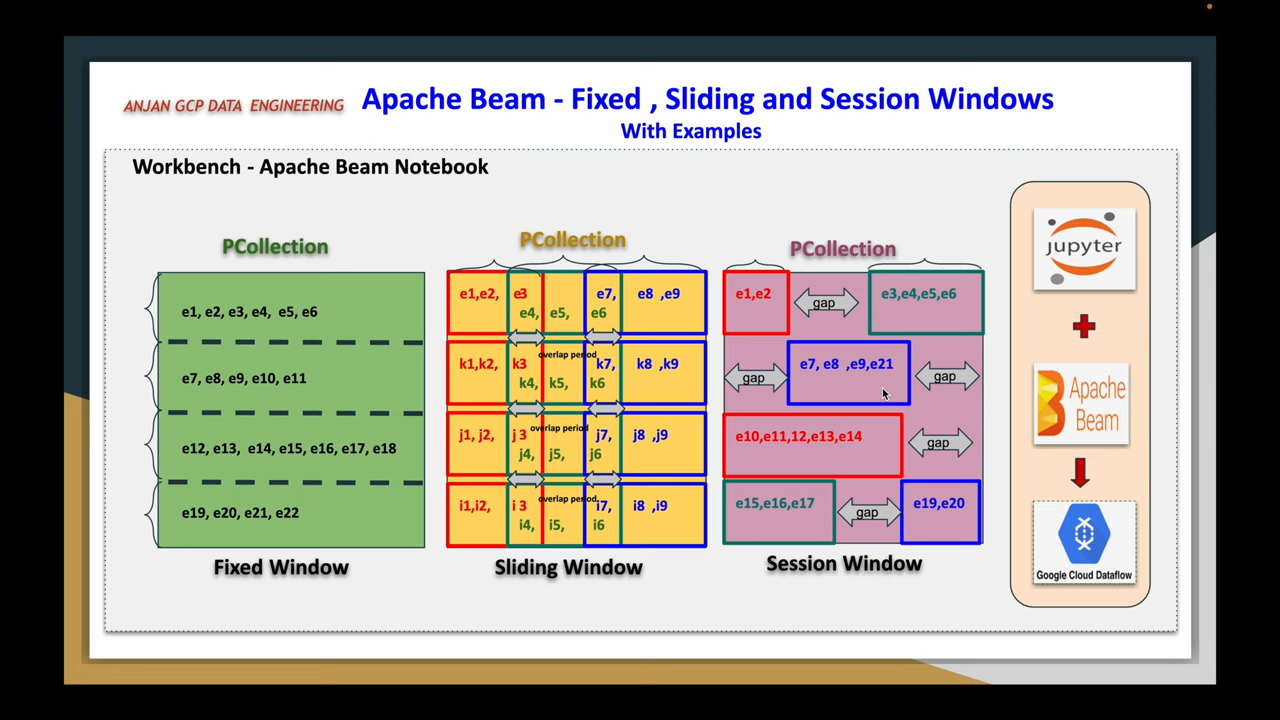 ANJAN GCP DATA ENGINEERING
Apache Beam - Fixed , Sliding and Session Windows
With Examples
Workbench - Apache Beam Notebook
PCollection
e1, e2, e3, e4, e5, e6
e7, e8, e9, e10, e11
e12, e13, e14, e15, e16, e17, e18
e19, e20, e21, e22
Fixed Window
PCollection
e1,e2, e3 e7, e8 ,e9
e4, e5, e6
overlap period
k1,k2, k3 k7, k8 ,k9
k4, k5, k6
overlap period
j1, j2, j 3 j7, j8 ,j9
j4, j5, j6
overlap period
i1,i2, i 3 i7, i8 ,i9
i4, i5, i6
Sliding Window
PCollection
e1,e2 gap e3,e4,e5,e6
gap e7, e8 ,e9,e21 gap
e10,e11,12,e13,e14 gap
e15,e16,e17 gap e19,e20
Session Window
jupyter
Apache
Beam
Google Cloud Dataflow